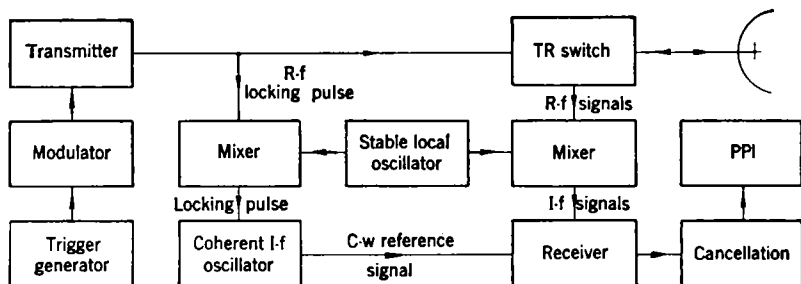 Transmitter
TR switch
R-f
locking pulse
R-f signals
Modulator
Mixer
Stable local
oscillator
Mixer
PPI
Locking pulse
I-f signals
Trigger
generator
Coherent I-f
oscillator
C-w reference
signal
Receiver
Cancellation